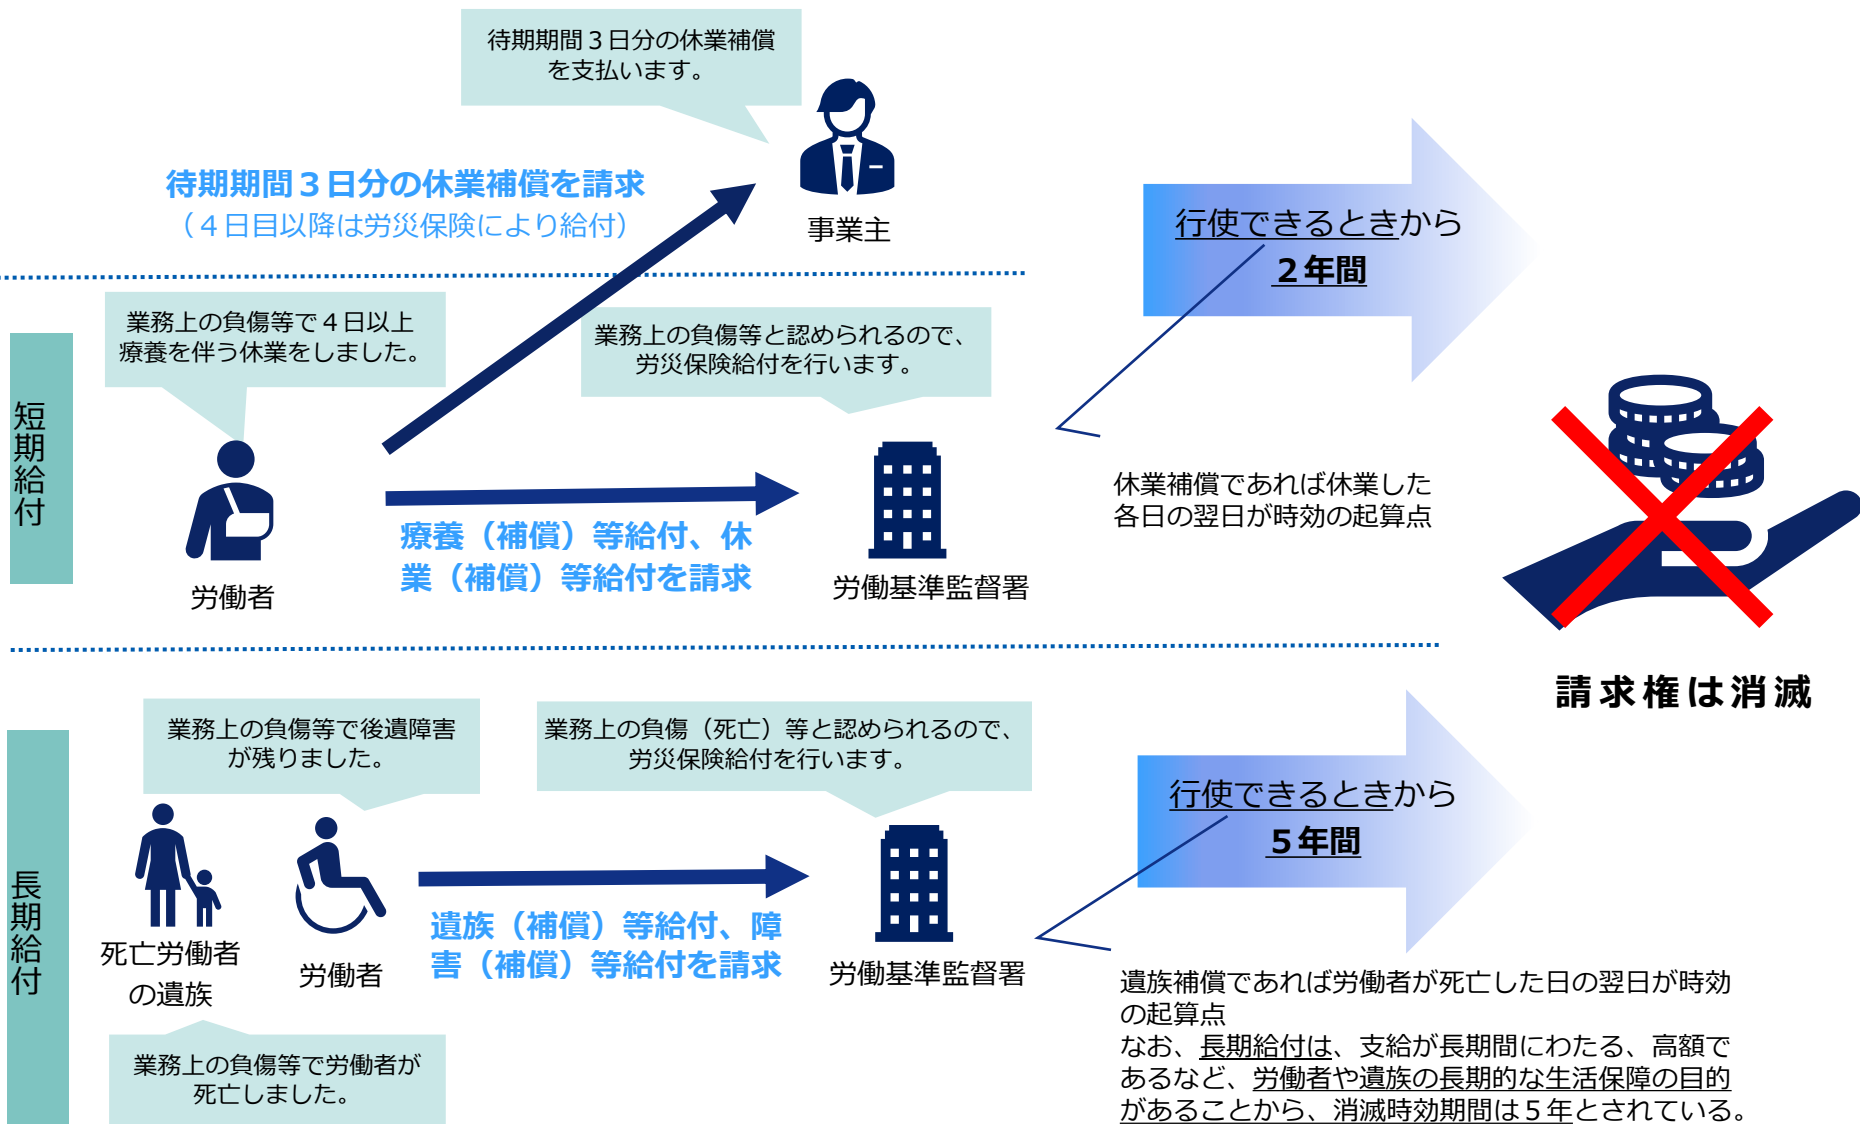 待期期間３日分の休業補償
を支払います。
待期期間３日分の休業補償を請求
（４日目以降は労災保険により給付）
事業主
行使できるときから
２年間
業務上の負傷等で４日以上
療養を伴う休業をしました。
業務上の負傷等と認められるので、
労災保険給付を行います。
短期給付
労働者
療養（補償）等給付、休
業（補償）等給付を請求
労働基準監督署
休業補償であれば休業した
各日の翌日が時効の起算点
請求権は消滅
業務上の負傷等で後遺障害
が残りました。
業務上の負傷（死亡）等と認められるので、
労災保険給付を行います。
行使できるときから
５年間
長期給付
死亡労働者
の遺族
労働者
遺族（補償）等給付、障
害（補償）等給付を請求
労働基準監督署
業務上の負傷等で労働者が
死亡しました。
遺族補償であれば労働者が死亡した日の翌日が時効
の起算点
なお、長期給付は、支給が長期間にわたる、高額で
あるなど、労働者や遺族の長期的な生活保障の目的
があることから、消滅時効期間は５年とされている。